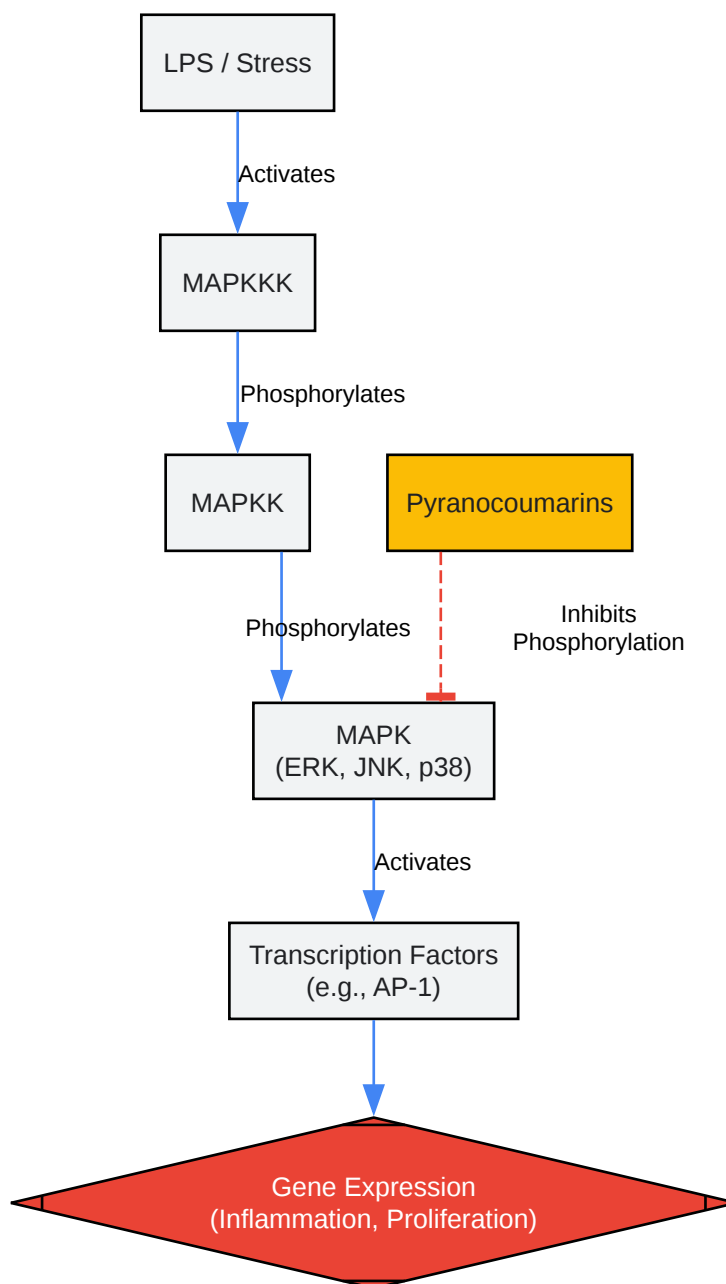 LPS / Stress
Activates
MAPKKK
Phosphorylates
MAPKK
Pyranocoumarins
Phosphorylates
Inhibits
Phosphorylation
MAPK
(ERK, JNK, p38)
Activates
Transcription Factors
(e.g., AP-1)
Gene Expression
(Inflammation, Proliferation)